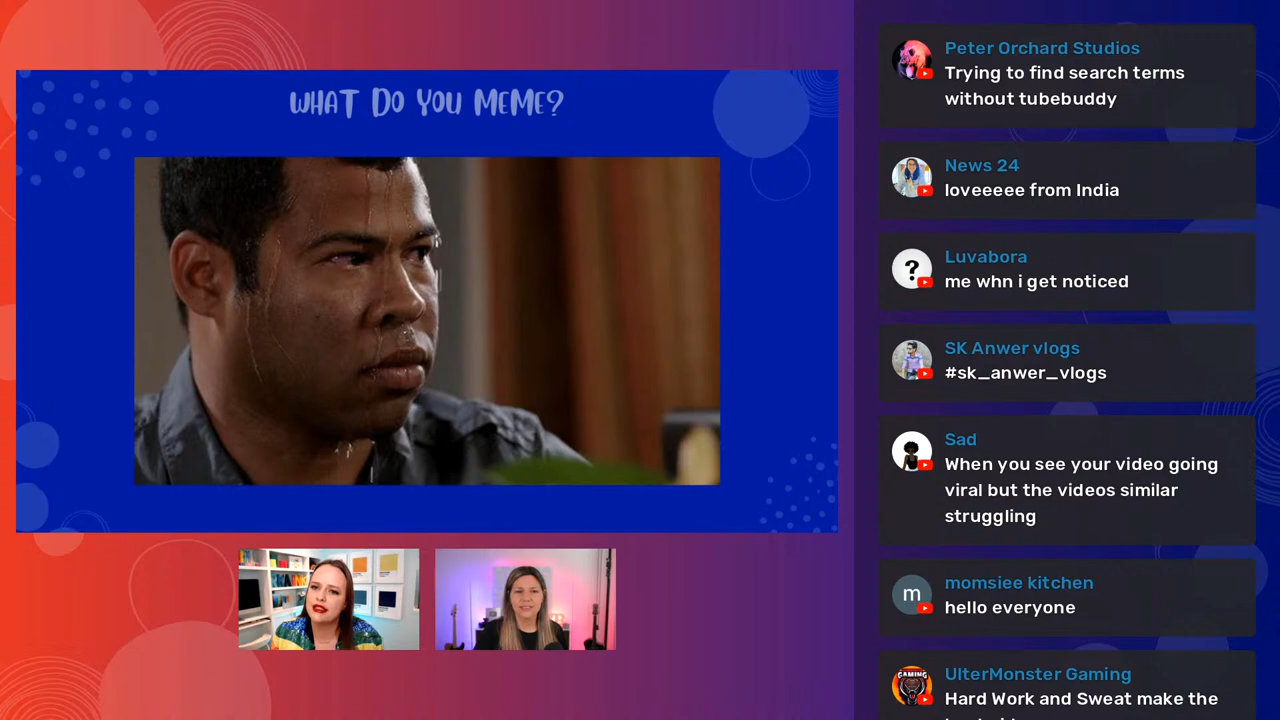 WHAT DO YOU MEME?
Peter Orchard Studios
Trying to find search terms
without tubebuddy
News 24
loveeeee from India
?
Luvabora
me whn i get noticed
SK Anwer vlogs
#sk_anwer_vlogs
Sad
When you see your video going
viral but the videos similar
struggling
m
momsiee kitchen
hello everyone
GAMING
UlterMonster Gaming
Hard Work and Sweat make the